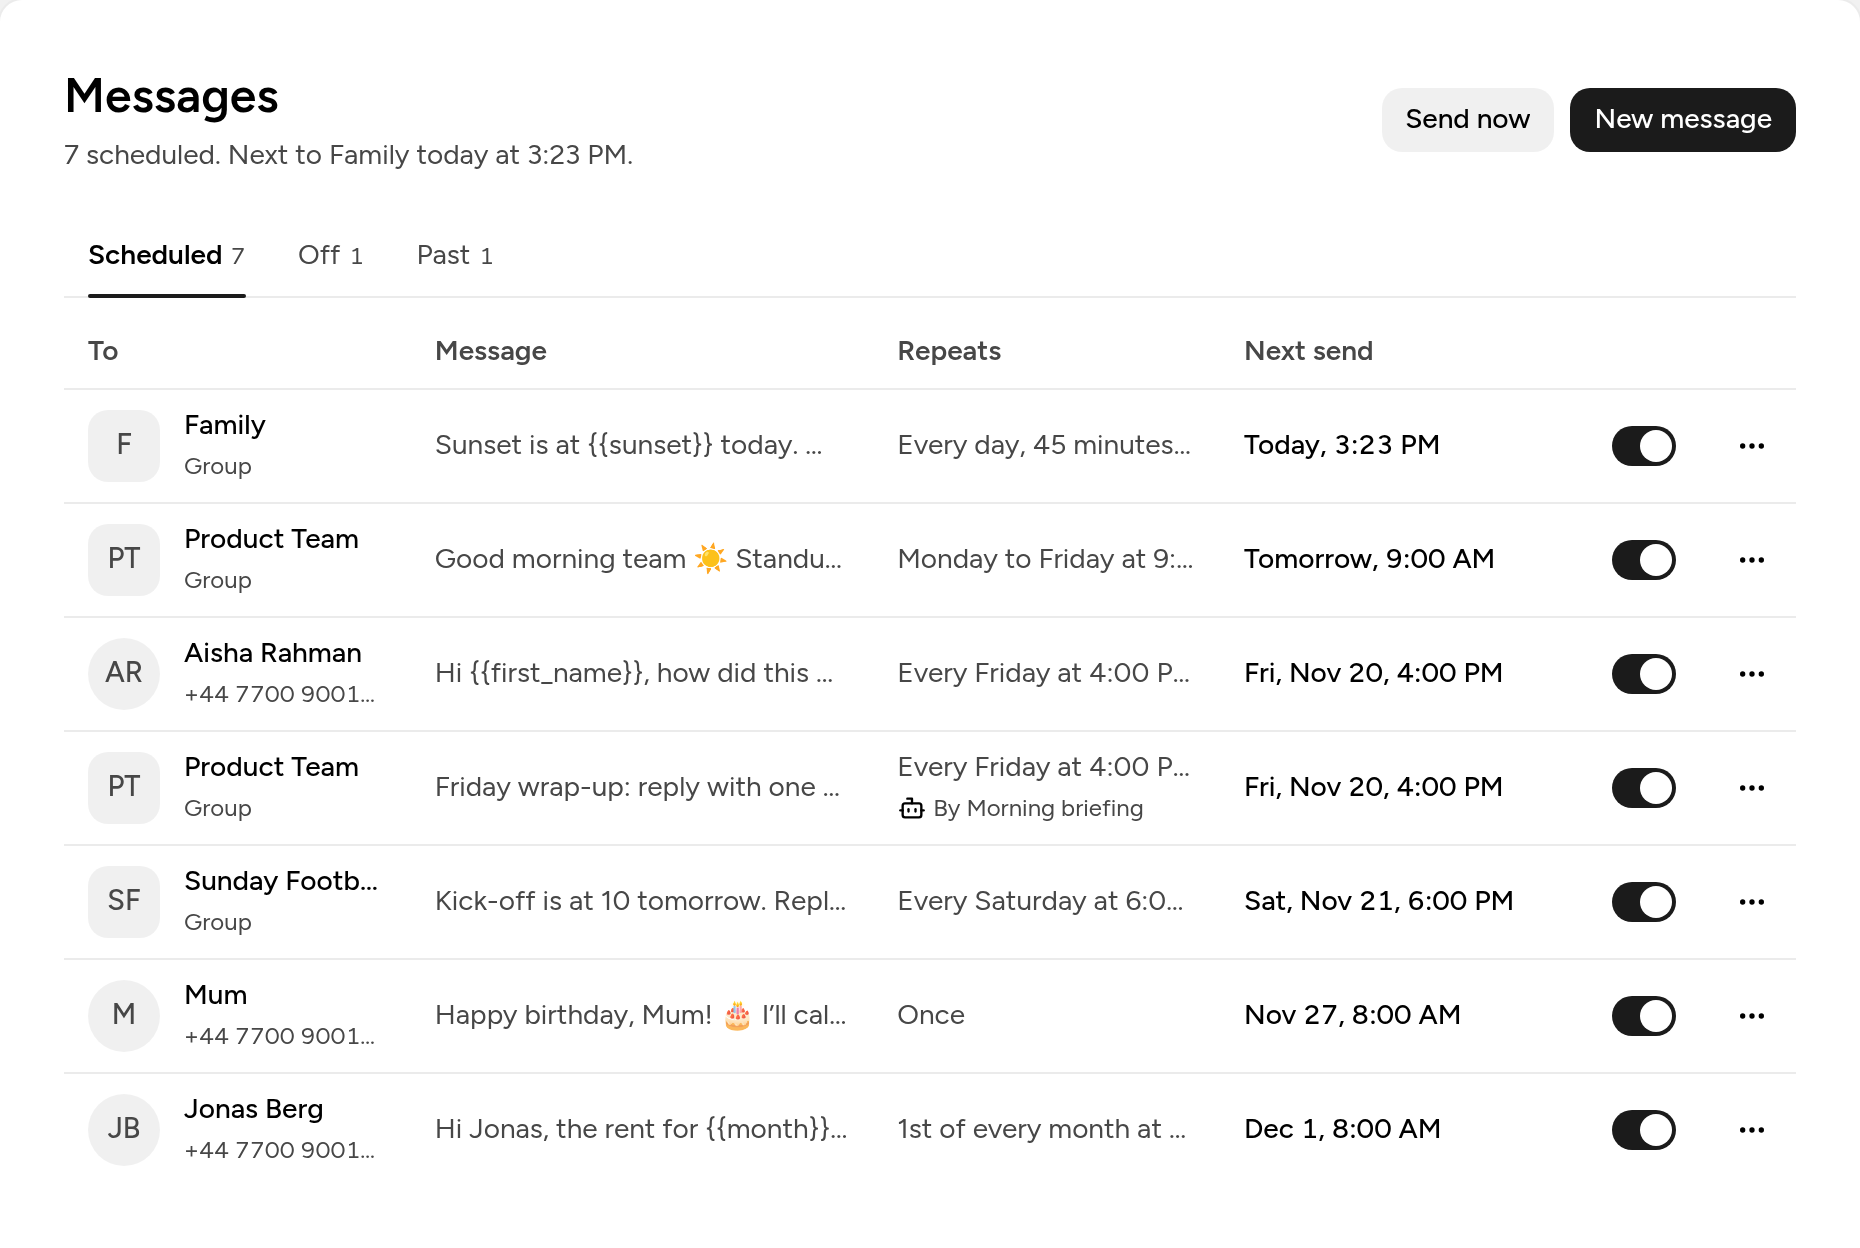 Messages
7 scheduled. Next to Family today at 3:23 PM.
Send now
New message
Scheduled 7
Off 1
Past 1
To Message Repeats Next send
F
Family
Group
Sunset is at {{sunset}} today. ...
Every day, 45 minutes...
Today, 3:23 PM
PT
Product Team
Group
Good morning team ☀️ Standu...
Monday to Friday at 9:...
Tomorrow, 9:00 AM
AR
Aisha Rahman
+44 7700 9001...
Hi {{first_name}}, how did this ...
Every Friday at 4:00 P...
Fri, Nov 20, 4:00 PM
PT
Product Team
Group
Friday wrap-up: reply with one ...
Every Friday at 4:00 P...
By Morning briefing
Fri, Nov 20, 4:00 PM
SF
Sunday Footb...
Group
Kick-off is at 10 tomorrow. Repl...
Every Saturday at 6:0...
Sat, Nov 21, 6:00 PM
M
Mum
+44 7700 9001...
Happy birthday, Mum! 🎂 I’ll cal...
Once
Nov 27, 8:00 AM
JB
Jonas Berg
+44 7700 9001...
Hi Jonas, the rent for {{month}}...
1st of every month at ...
Dec 1, 8:00 AM